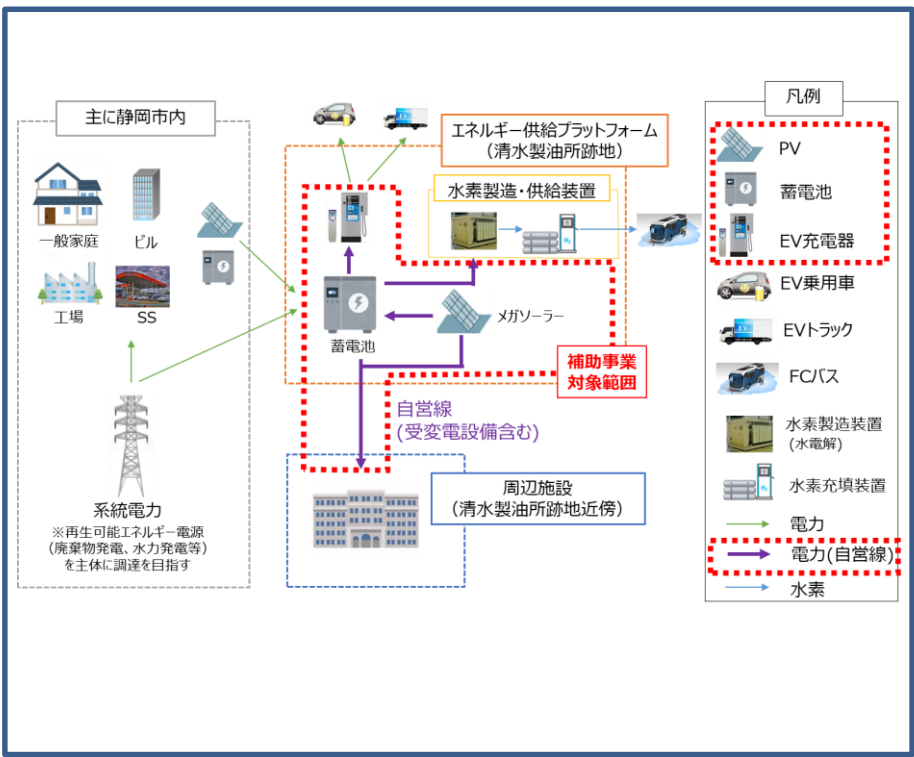 主に静岡市内
一般家庭
ビル
工場
SS
系統電力
※再生可能エネルギー電源
(廃棄物発電、水力発電等)
を主体に調達を目指す
エネルギー供給プラットフォーム
(清水製油所跡地)
水素製造・供給装置
H2
蓄電池
メガソーラー
補助事業
対象範囲
自営線
(受変電設備含む)
周辺施設
(清水製油所跡地近傍)
凡例
PV
蓄電池
EV充電器
EV乗用車
EVトラック
FCバス
水素製造装置
(水電解)
水素充填装置
電力
電力(自営線)
水素